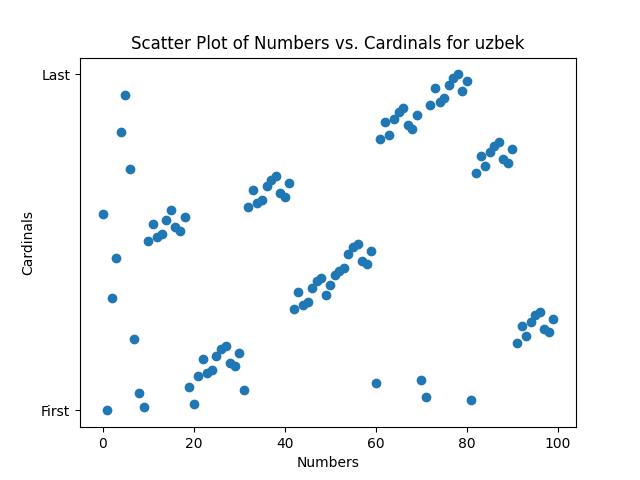 Scatter Plot of Numbers vs. Cardinals for uzbek
Last
Cardinals
First
0 20 40 60 80 100
Numbers